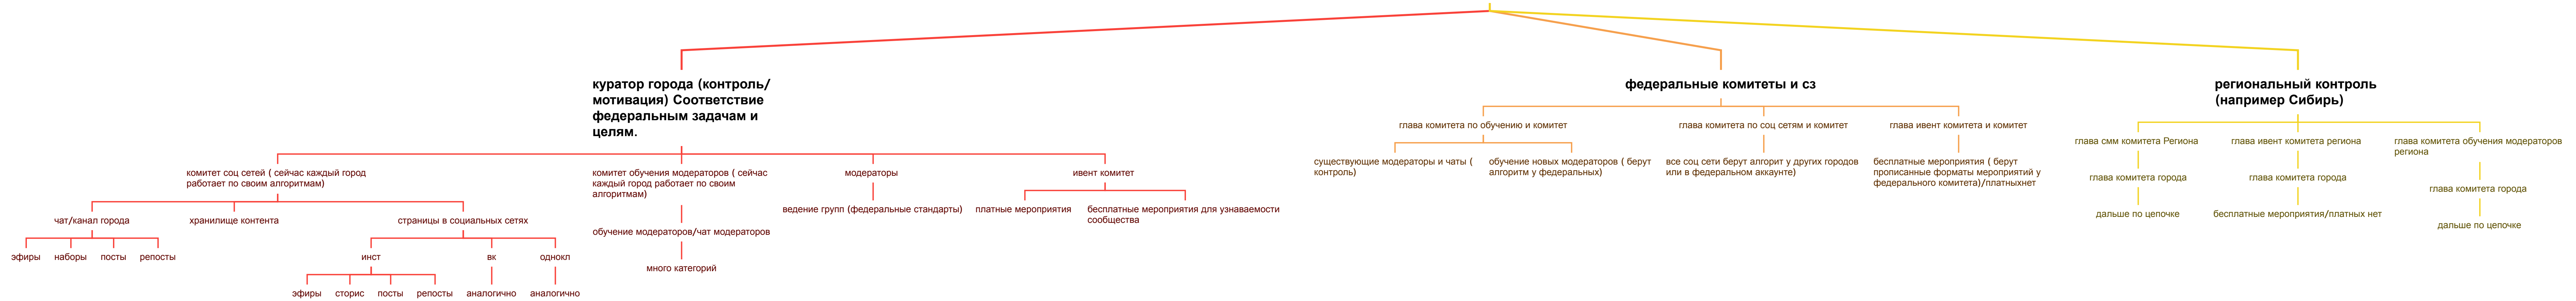 куратор города (контроль/
мотивация) Соответствие
федеральным задачам и
целям.
федеральные комитеты и сз
региональный контроль
(например Сибирь)
комитет соц сетей ( сейчас каждый город
работает по своим алгоритмам)
комитет обучения модераторов ( сейчас
каждый город работает по своим
алгоритмам)
модераторы
ивент комитет
чат/канал города
хранилище контента
страницы в социальных сетях
эфиры
наборы
посты
репосты
инст
вк
однокл
эфиры
сторис
посты
репосты
аналогично
аналогично
обучение модераторов/чат модераторов
много категорий
ведение групп (федеральные стандарты)
платные мероприятия
бесплатные мероприятия для узнаваемости
сообщества
глава комитета по обучению и комитет
глава комитета по соц сетям и комитет
глава ивент комитета и комитет
существующие модераторы и чаты (
контроль)
обучение новых модераторов ( берут
алгоритм у федеральных)
все соц сети берут алгорит у других городов
или в федеральном аккаунте)
бесплатные мероприятия ( берут
прописанные форматы мероприятий у
федерального комитета)/платныхнет
глава смм комитета Региона
глава ивент комитета региона
глава комитета обучения модераторов
региона
глава комитета города
глава комитета города
глава комитета города
дальше по цепочке
бесплатные мероприятия/платных нет
дальше по цепочке